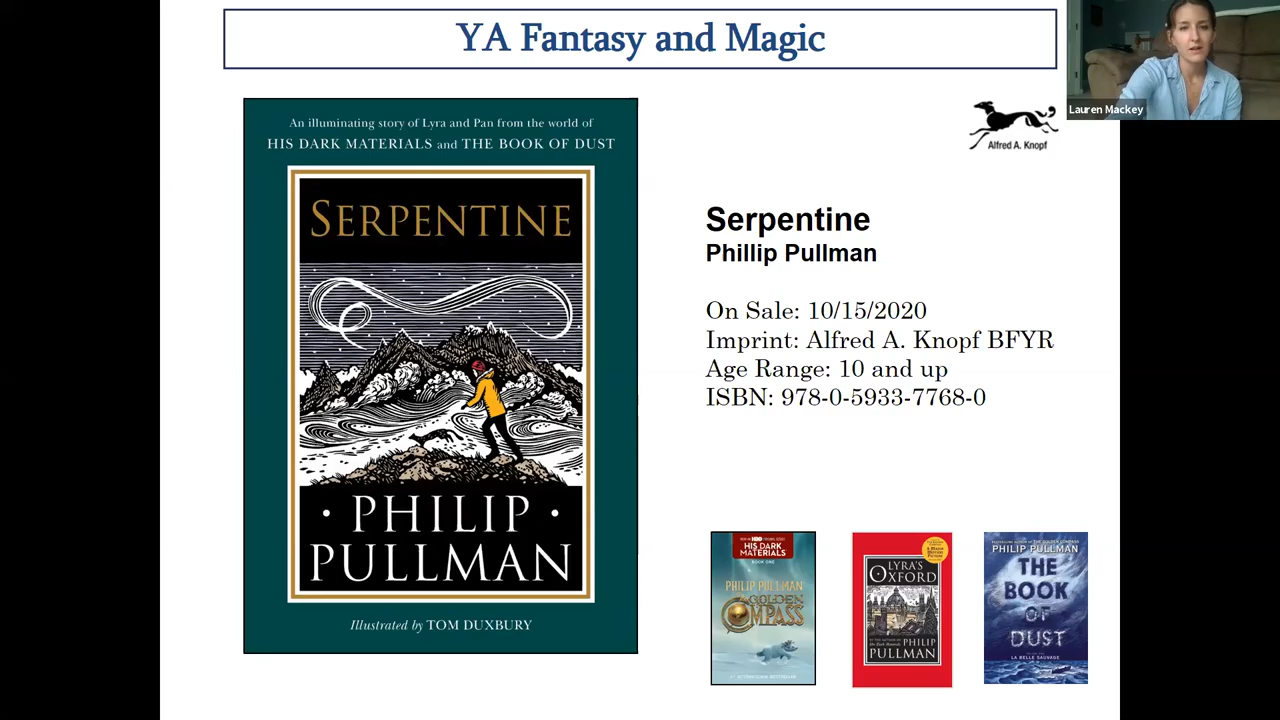 YA Fantasy and Magic
Lauren Mackey
An illuminating story of Lyra and Pan from the world of
HIS DARK MATERIALS and THE BOOK OF DUST
SERPENTINE
· PHILIP ·
PULLMAN
Illustrated by TOM DUXBURY
Alfred A. Knopf
Serpentine
Phillip Pullman
On Sale: 10/15/2020
Imprint: Alfred A. Knopf BFYR
Age Range: 10 and up
ISBN: 978-0-5933-7768-0
HIS DARK
MATERIALS
BOOK ONE
PHILIP PULLMAN
GOLDEN
COMPASS
LYRA'S
OXFORD
PHILIP
PULLMAN
PHILIP PULLMAN
THE
BOOK
OF
DUST
LA BELLE SAUVAGE